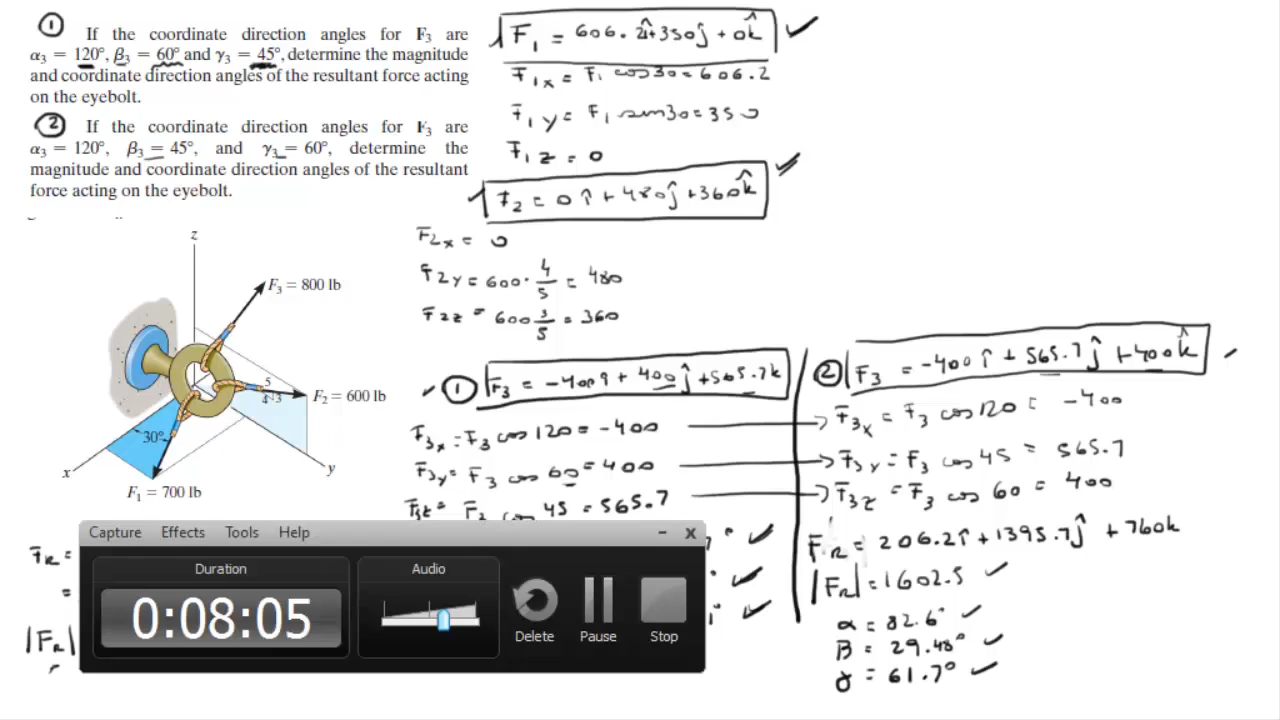 ① If the coordinate direction angles for F₃ are
α₃ = 120°, β₃ = 60° and γ₃ = 45°, determine the magnitude
and coordinate direction angles of the resultant force acting
on the eyebolt.
② If the coordinate direction angles for F₃ are
α₃ = 120°, β₃ = 45°, and γ₃ = 60°, determine the
magnitude and coordinate direction angles of the resultant
force acting on the eyebolt.
z
F₃ = 800 lb
5
4
3
F₂ = 600 lb
30°
x
y
F₁ = 700 lb
F₁ = 606.2î+350ĵ+0k̂
F₁x = F₁ cos30 = 606.2
F₁y = F₁ sin30 = 350
F₁z = 0
F₂ = 0î + 480ĵ +360k̂
F₂x = 0
F₂y = 600 · 4/5 = 480
F₂z = 600 3/5 = 360
① F₃ = -400î + 400ĵ +565.7k
F₃x = F₃ cos 120 = -400
F₃y = F₃ cos 60 = 400
F₃z = F₃ cos 45 = 565.7
FR =
=
|FR|
② F₃ = -400î + 565.7ĵ +400k̂
F₃x = F₃ cos 120 = -400
F₃y = F₃ cos 45 = 565.7
F₃z = F₃ cos 60 = 400
FR = 206.2î + 1395.7ĵ + 760k
|FR| = 1602.5
α = 82.6°
β = 29.48°
γ = 61.7°
Capture Effects Tools Help
Duration
0:08:05
Audio
Delete Pause Stop